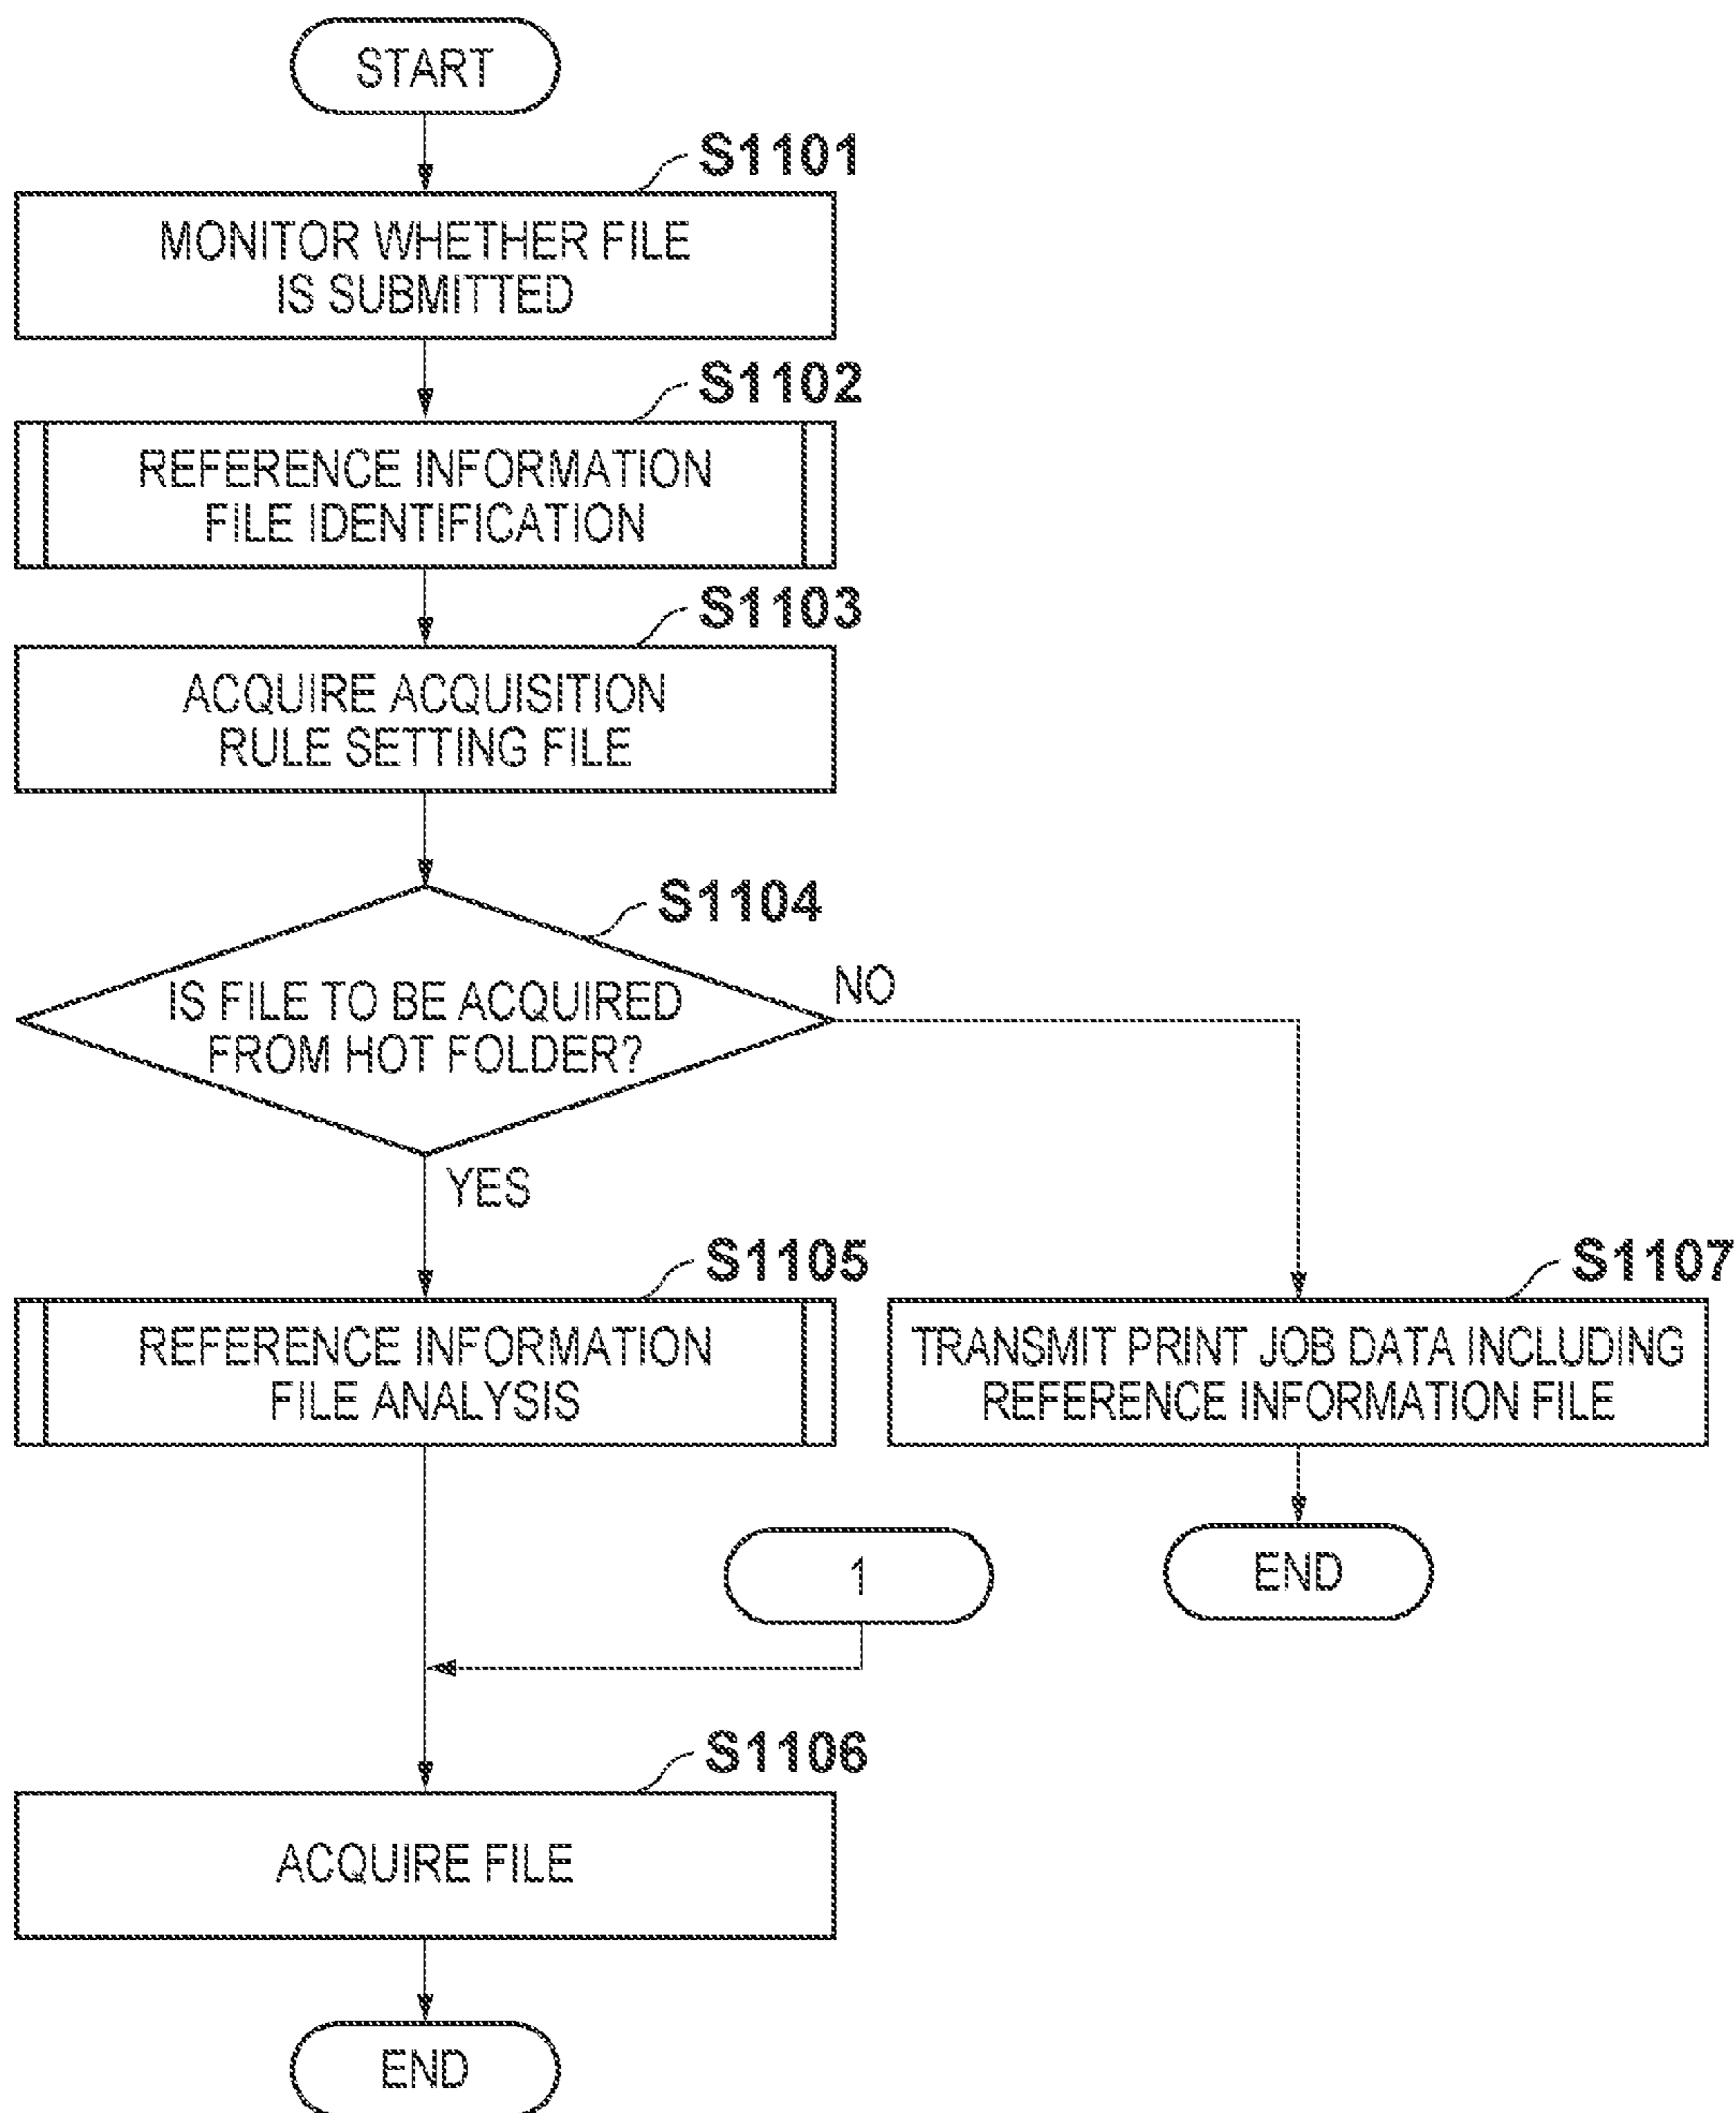 START
S1101
MONITOR WHETHER FILE
IS SUBMITTED
S1102
REFERENCE INFORMATION
FILE IDENTIFICATION
S1103
ACQUIRE ACQUISITION
RULE SETTING FILE
S1104
IS FILE TO BE ACQUIRED
FROM HOT FOLDER?
NO
YES
S1105
REFERENCE INFORMATION
FILE ANALYSIS
S1107
TRANSMIT PRINT JOB DATA INCLUDING
REFERENCE INFORMATION FILE
1
END
S1106
ACQUIRE FILE
END